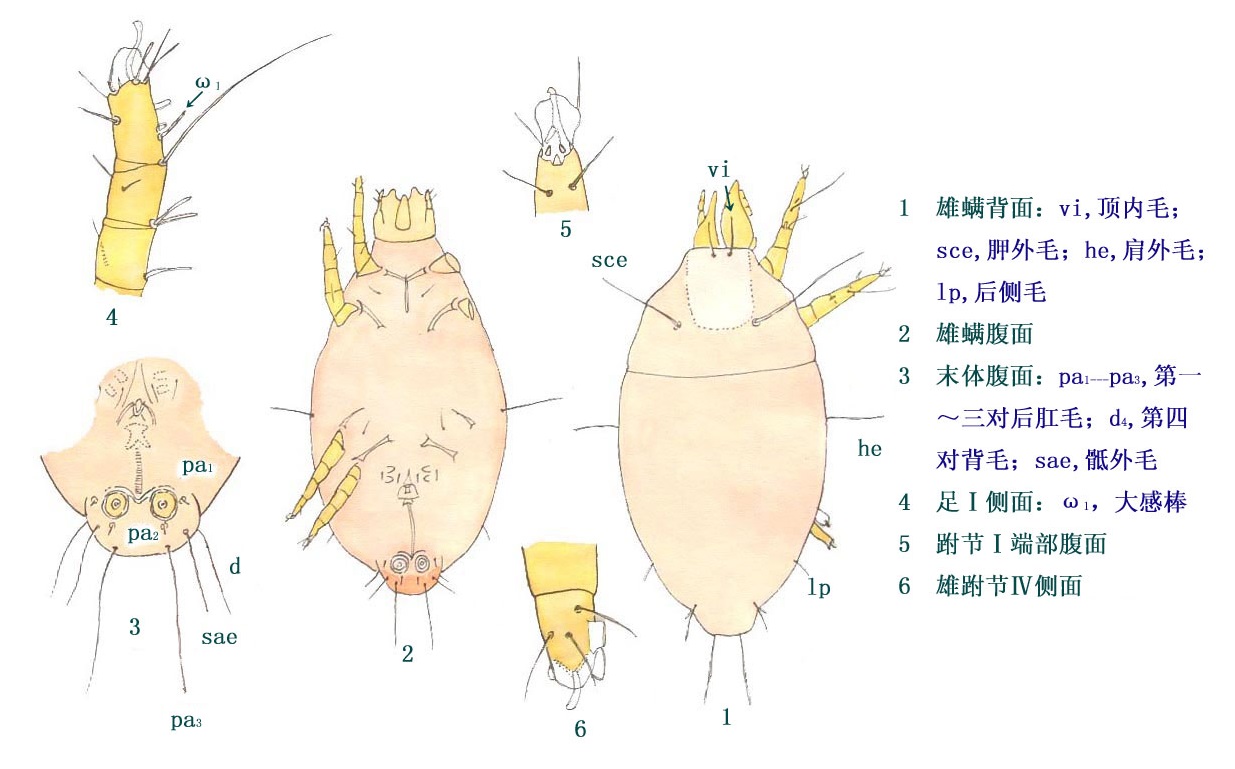 ω₁
4
5
vi
sce
he
lp
1
2
pa₁
pa₂
d
3
sae
pa₃
6
1 雄螨背面：vi,顶内毛；
sce,胛外毛；he,肩外毛；
lp,后侧毛
2 雄螨腹面
3 末体腹面：pa₁—pa₃,第一
～三对后肛毛；d₄,第四
对背毛；sae,骶外毛
4 足Ⅰ侧面：ω₁，大感棒
5 跗节Ⅰ端部腹面
6 雄跗节Ⅳ侧面